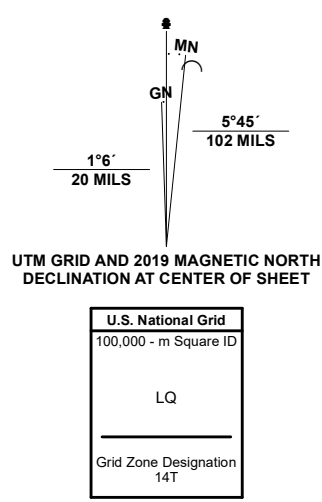 MN
GN
5°45´
102 MILS
1°6´
20 MILS
UTM GRID AND 2019 MAGNETIC NORTH
DECLINATION AT CENTER OF SHEET
U.S. National Grid
100,000 - m Square ID
LQ
Grid Zone Designation
14T